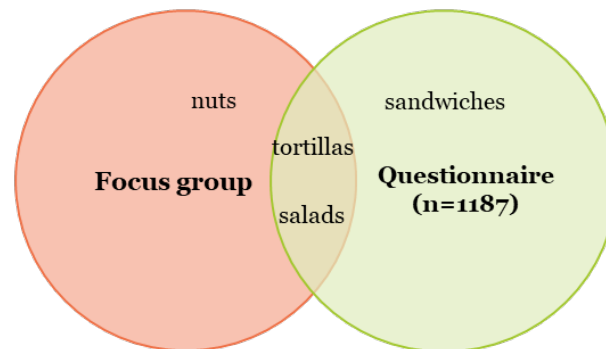 nuts
sandwiches
tortillas
Focus group
Questionnaire
(n=1187)
salads